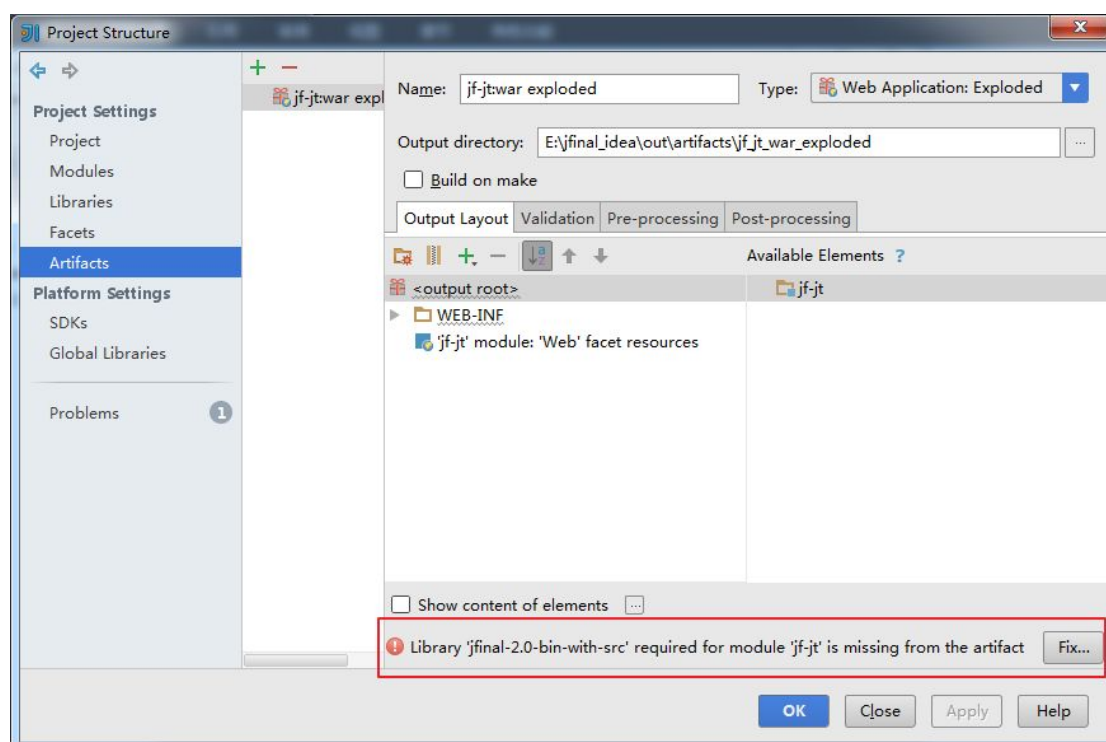 Project Structure
Project Settings
Project
Modules
Libraries
Facets
Artifacts
Platform Settings
SDKs
Global Libraries
Problems 1
jf-jt:war expl
Name: jf-jt:war exploded Type: Web Application: Exploded
Output directory: E:\jfinal_idea\out\artifacts\jf_jt_war_exploded ...
Build on make
Output Layout Validation Pre-processing Post-processing
Available Elements ?
<output root> jf-jt
WEB-INF
'jf-jt' module: 'Web' facet resources
Show content of elements ...
Library 'jfinal-2.0-bin-with-src' required for module 'jf-jt' is missing from the artifact Fix...
OK Close Apply Help